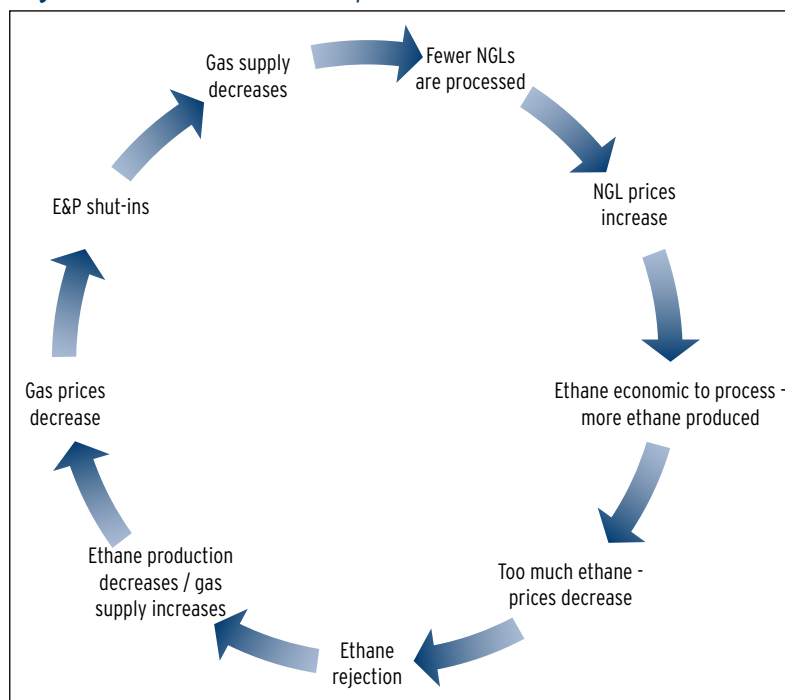 Gas supply
decreases
Fewer NGLs
are processed
NGL prices
increase
Ethane economic to process -
more ethane produced
Too much ethane -
prices decrease
Ethane
rejection
Ethane production
decreases / gas
supply increases
Gas prices
decrease
E&P shut-ins